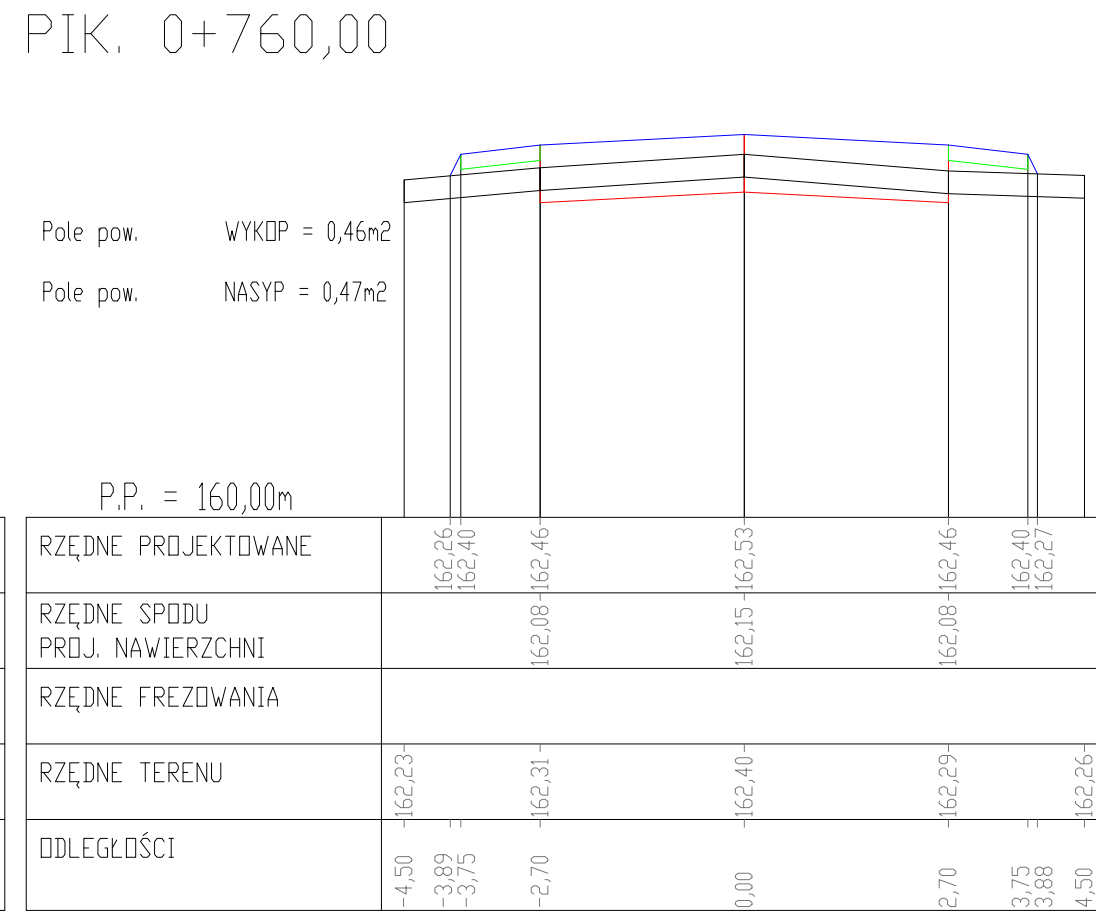 PIK. 0+760,00
Pole pow. WYKOP = 0,46m2
Pole pow. NASYP = 0,47m2
P.P. = 160,00m
RZĘDNE PROJEKTOWANE 162,26 162,40 162,46 162,53 162,46 162,40 162,27
RZĘDNE SPODU
PROJ. NAWIERZCHNI 162,08 162,15 162,08
RZĘDNE FREZOWANIA
RZĘDNE TERENU 162,23 162,31 162,40 162,29 162,26
ODLEGŁOŚCI -4,50 -3,89 -3,75 -2,70 0,00 2,70 3,75 3,88 4,50